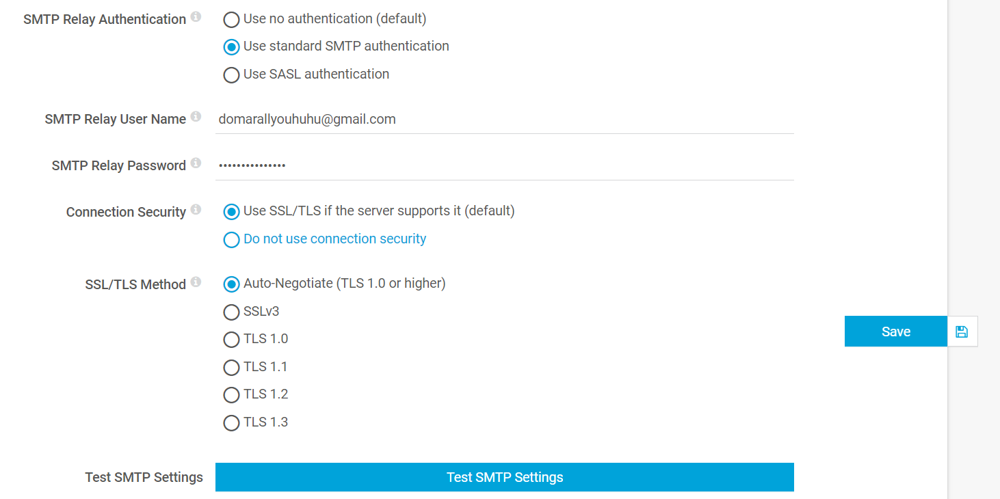 SMTP Relay Authentication
Use no authentication (default)
Use standard SMTP authentication
Use SASL authentication
SMTP Relay User Name
domarallyouhuhu@gmail.com
SMTP Relay Password
•••••••••••••••
Connection Security
Use SSL/TLS if the server supports it (default)
Do not use connection security
SSL/TLS Method
Auto-Negotiate (TLS 1.0 or higher)
SSLv3
TLS 1.0
TLS 1.1
TLS 1.2
TLS 1.3
Save
Test SMTP Settings
Test SMTP Settings